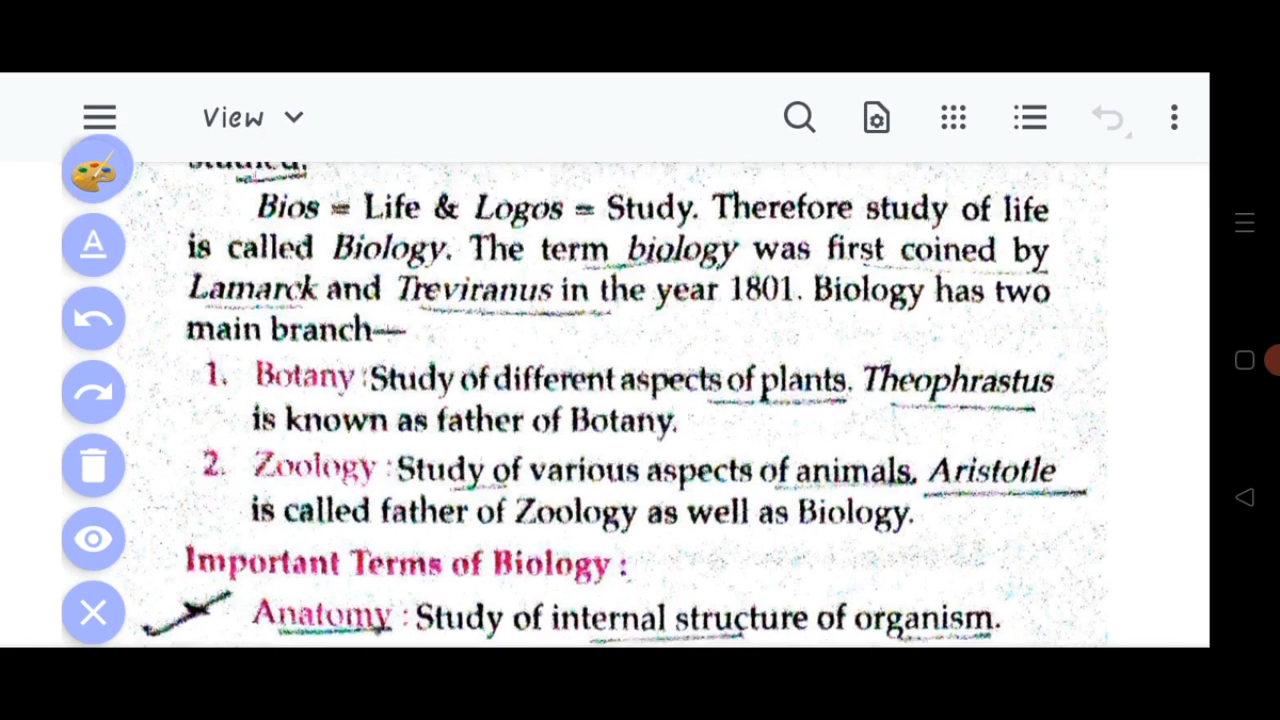 View
studied.
Bios = Life & Logos = Study. Therefore study of life
is called Biology. The term biology was first coined by
Lamarck and Treviranus in the year 1801. Biology has two
main branch—
1. Botany : Study of different aspects of plants. Theophrastus
is known as father of Botany.
2. Zoology : Study of various aspects of animals. Aristotle
is called father of Zoology as well as Biology.
Important Terms of Biology :
Anatomy : Study of internal structure of organism.